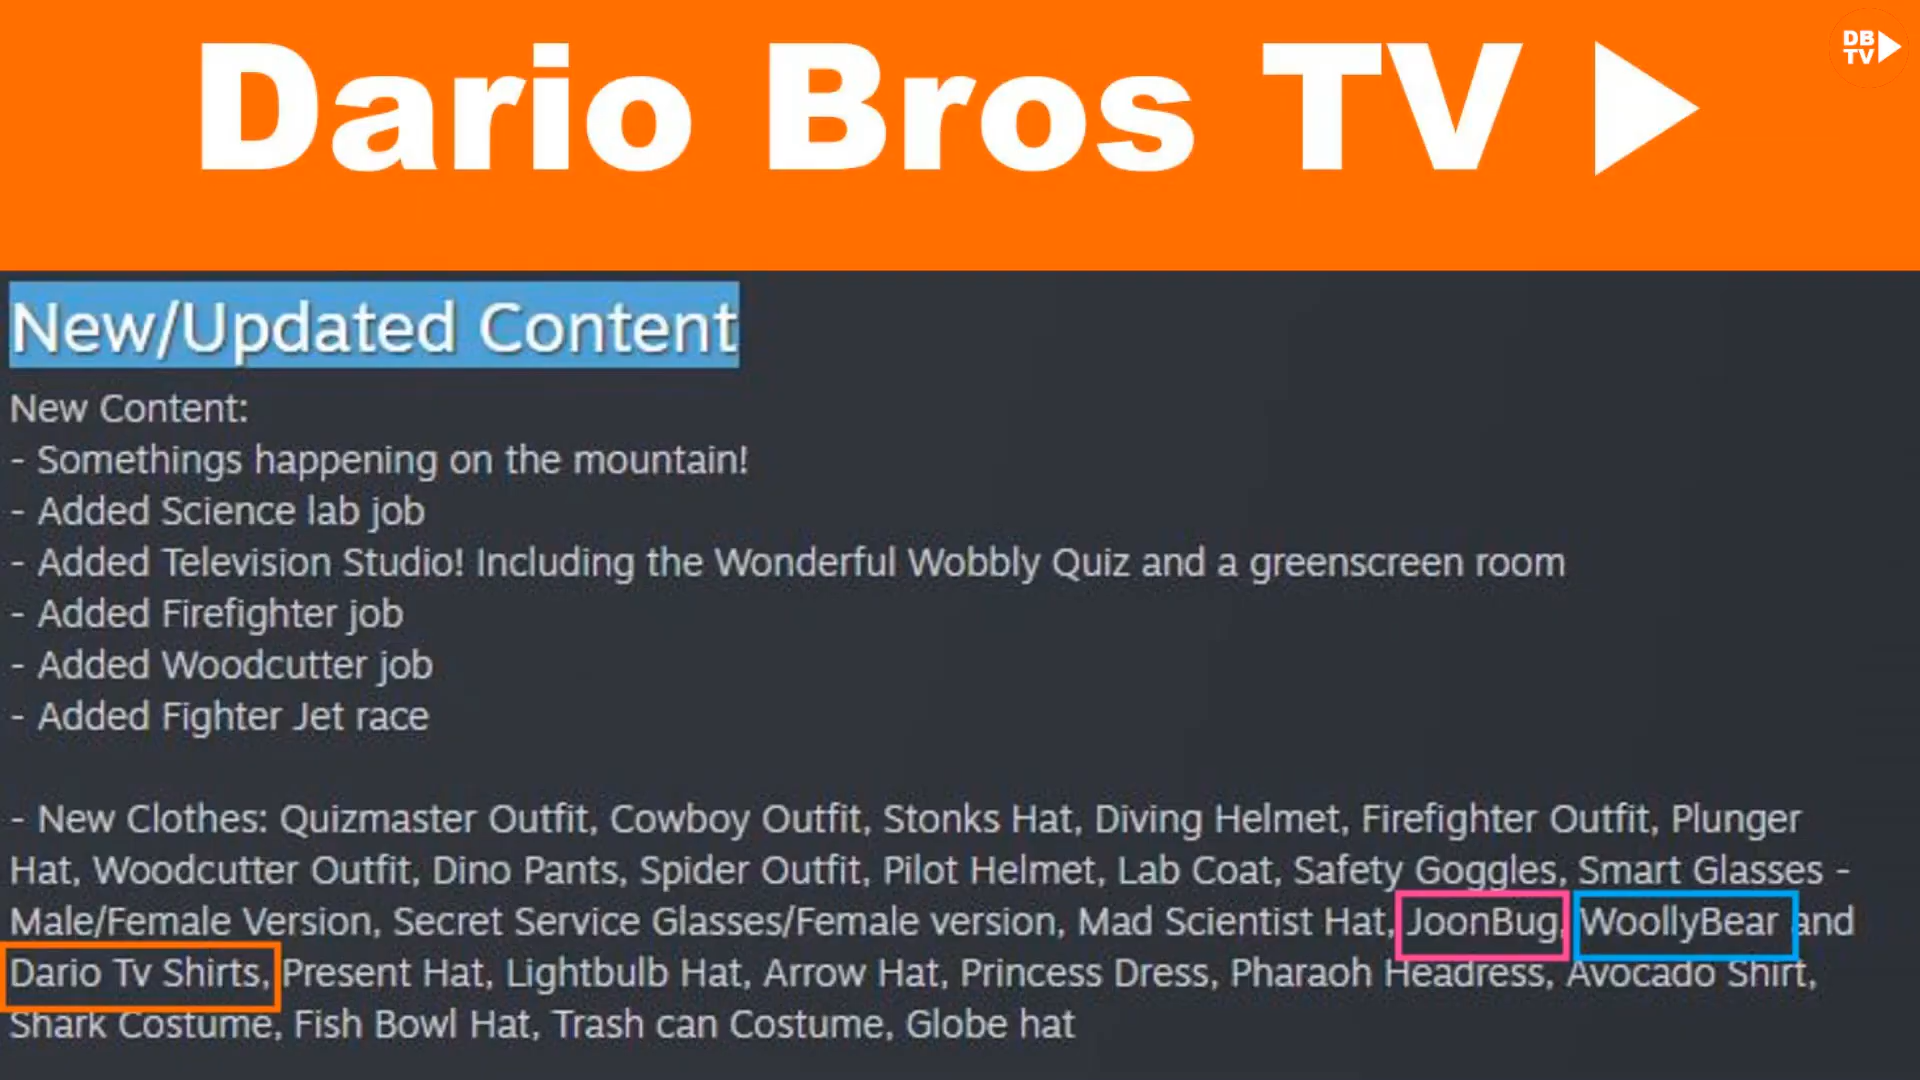 Dario Bros TV
DB
TV
New/Updated Content
New Content:
- Somethings happening on the mountain!
- Added Science lab job
- Added Television Studio! Including the Wonderful Wobbly Quiz and a greenscreen room
- Added Firefighter job
- Added Woodcutter job
- Added Fighter Jet race
- New Clothes: Quizmaster Outfit, Cowboy Outfit, Stonks Hat, Diving Helmet, Firefighter Outfit, Plunger
Hat, Woodcutter Outfit, Dino Pants, Spider Outfit, Pilot Helmet, Lab Coat, Safety Goggles, Smart Glasses -
Male/Female Version, Secret Service Glasses/Female version, Mad Scientist Hat, JoonBug, WoollyBear and
Dario Tv Shirts, Present Hat, Lightbulb Hat, Arrow Hat, Princess Dress, Pharaoh Headress, Avocado Shirt,
Shark Costume, Fish Bowl Hat, Trash can Costume, Globe hat